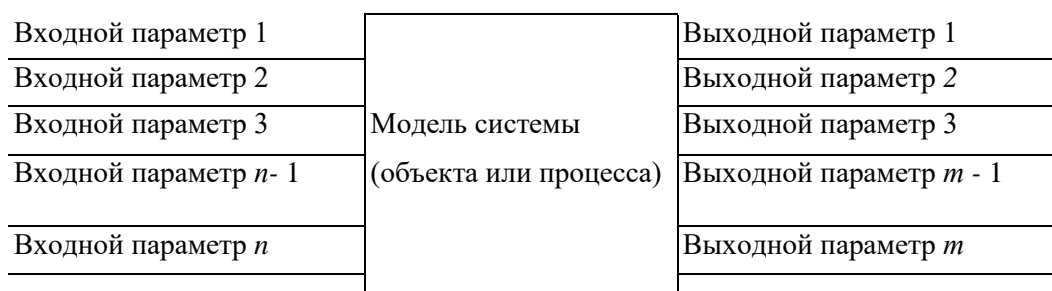 Входной параметр 1
Входной параметр 2
Входной параметр 3
Входной параметр n- 1
Входной параметр n
Модель системы
(объекта или процесса)
Выходной параметр 1
Выходной параметр 2
Выходной параметр 3
Выходной параметр m - 1
Выходной параметр m